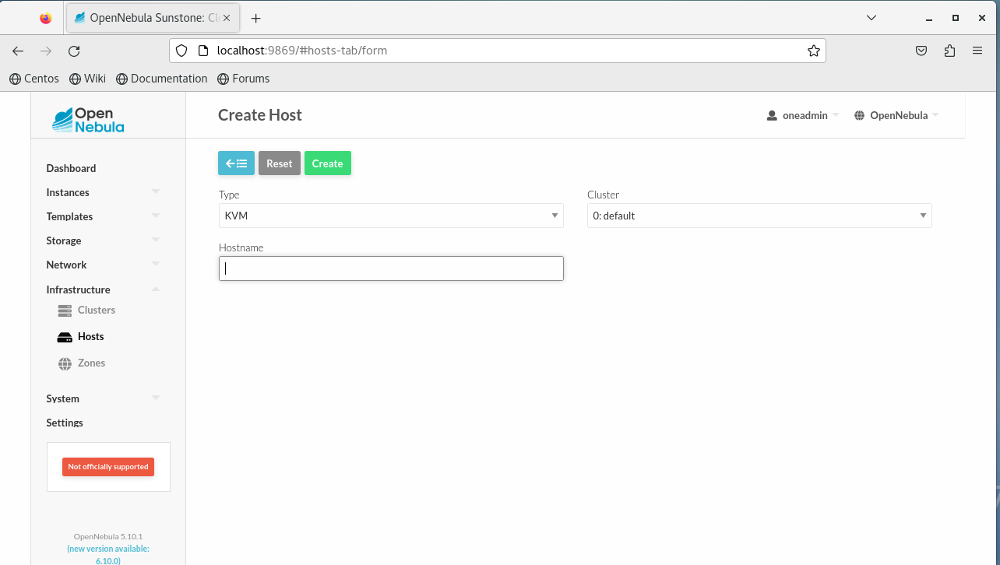 OpenNebula Sunstone: Cl
localhost:9869/#hosts-tab/form
Centos Wiki Documentation Forums
Open
Nebula
Create Host
oneadmin OpenNebula
Dashboard
Instances
Templates
Storage
Network
Infrastructure
Clusters
Hosts
Zones
System
Settings
Not officially supported
OpenNebula 5.10.1
(new version available:
6.10.0)
Reset Create
Type Cluster
KVM 0: default
Hostname